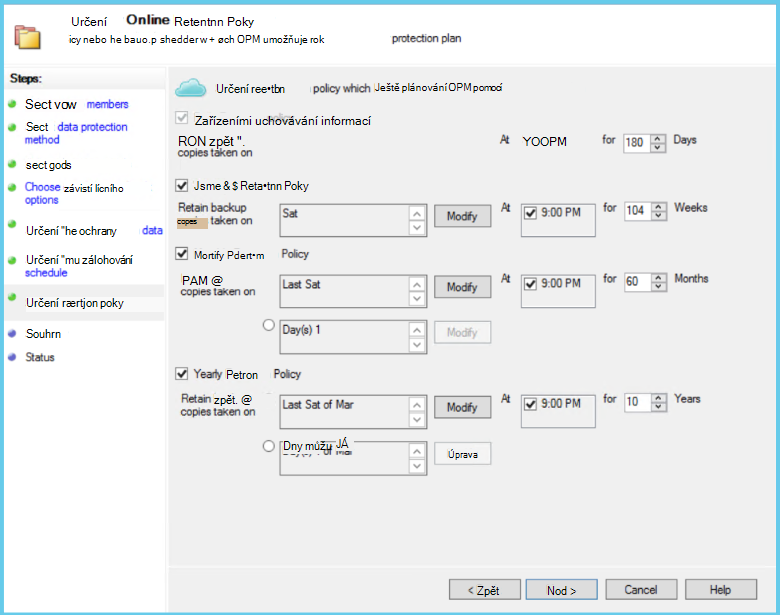 Určení Online Retentnn Poky
icy nebo he bauo.p shedder w + øch OPM umožňuje rok protection plan
Steps:
Sect vow members
Sect data protection
method
sect gods
Choose závistí lícního
options
Určení "he ochrany data
Určení "mu zálohování
schedule
Určení rærtjon poky
Souhrn
Status
Určení ree•tbn policy which Ještě plánování OPM pomocí
Zařízeními uchovávání informací
RON zpět ". At YOOPM for 180 Days
copies taken on
Jsme & $ Reta•tnn Poky
Retain backup Sat Modify At 9:00 PM for 104 Weeks
copies taken on
Mortify Pdert•m Policy
PAM @ Last Sat Modify At 9:00 PM for 60 Months
copies taken on
Day(s) 1 Modify
Yearly Petron Policy
Retain zpět. @ Last Sat of Mar Modify At 9:00 PM for 10 Years
copies taken on
Dny můžu JÁ Úprava
< Zpět Nod > Cancel Help